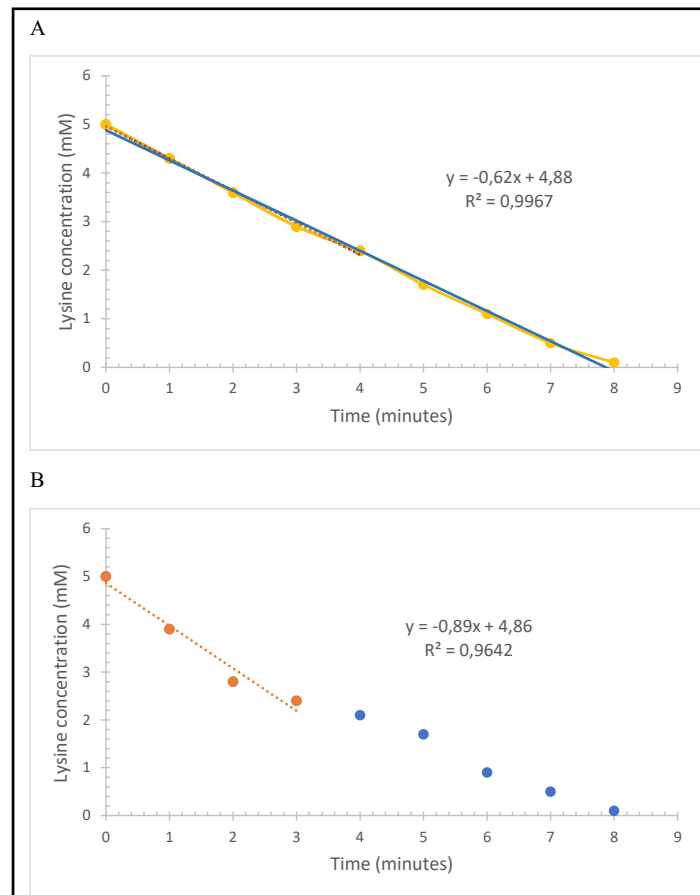 A
6
5
4
3
2
1
0
Lysine concentration (mM)
y = -0,62x + 4,88
R² = 0,9967
0 1 2 3 4 5 6 7 8 9
Time (minutes)
B
6
5
4
3
2
1
0
Lysine concentration (mM)
y = -0,89x + 4,86
R² = 0,9642
0 1 2 3 4 5 6 7 8 9
Time (minutes)